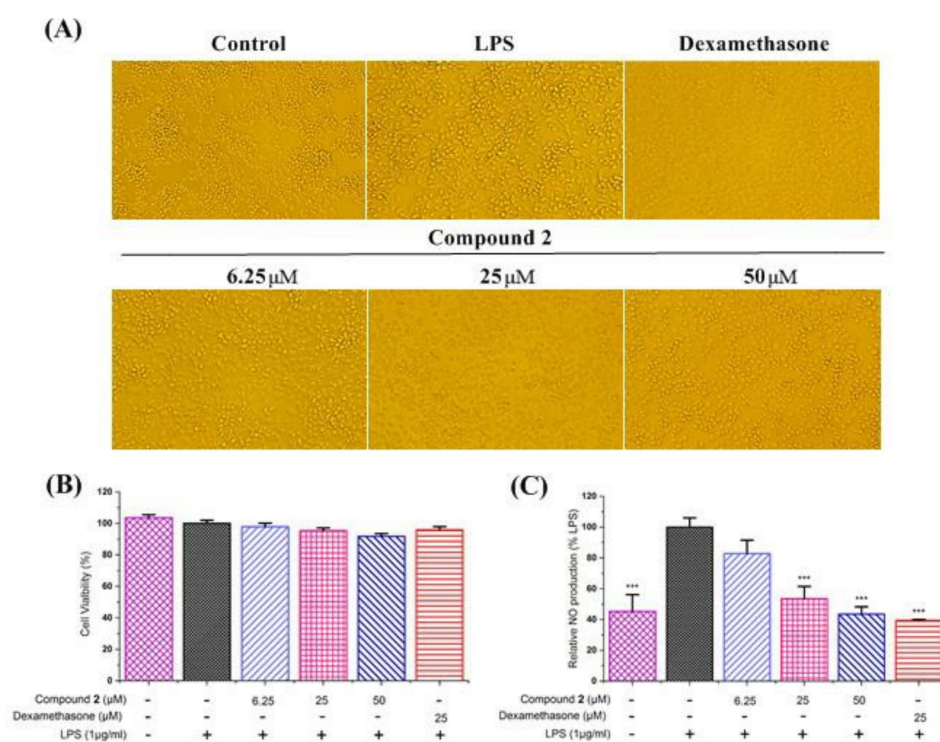 (A)
Control LPS Dexamethasone
Compound 2
6.25 μM 25 μM 50 μM
(B)
120
100
80
60
40
20
0
Cell Vialbility (%)
Compound 2 (μM) - - 6.25 25 50 -
Dexamethasone (μM) - - - - - 25
LPS (1μg/ml) - + + + + +
(C)
120
100
80
60
40
20
0
Relative NO production (% LPS)
*** *** *** ***
Compound 2 (μM) - - 6.25 25 50 -
Dexamethasone (μM) - - - - - 25
LPS (1μg/ml) - + + + + +